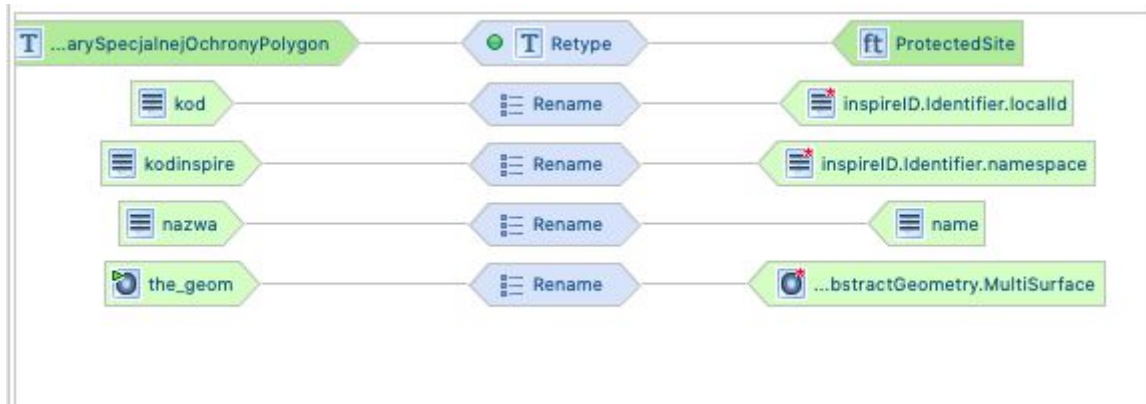 T ...arySpecjalnejOchronyPolygon T Retype ft ProtectedSite
kod Rename inspireID.Identifier.localId
kodinspire Rename inspireID.Identifier.namespace
nazwa Rename name
the_geom Rename ...bstractGeometry.MultiSurface